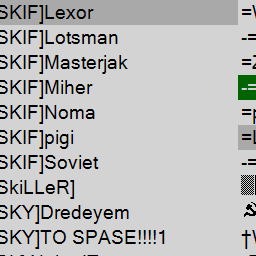 SKIF]Lexor =\
SKIF]Lotsman -=
SKIF]Masterjak =
SKIF]Miher -=
SKIF]Noma =
SKIF]pigi =
SKIF]Soviet -=
SkiLLeR]
SKY]Dredeyem ☭
SKY]TO SPASE!!!!1 †\